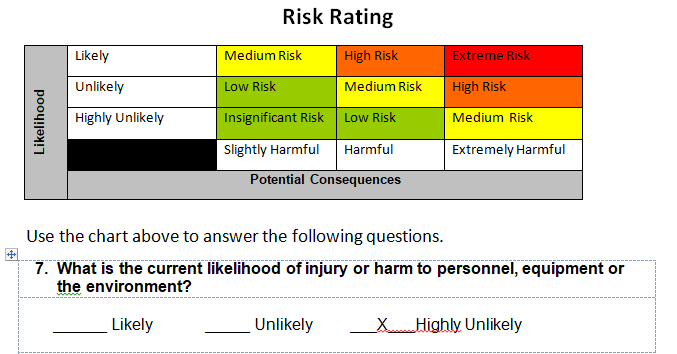 Risk Rating
Likelihood
Likely Medium Risk High Risk Extreme Risk
Unlikely Low Risk Medium Risk High Risk
Highly Unlikely Insignificant Risk Low Risk Medium Risk
Slightly Harmful Harmful Extremely Harmful
Potential Consequences
Use the chart above to answer the following questions.
7. What is the current likelihood of injury or harm to personnel, equipment or
the environment?
______ Likely _____ Unlikely ___X___Highly Unlikely